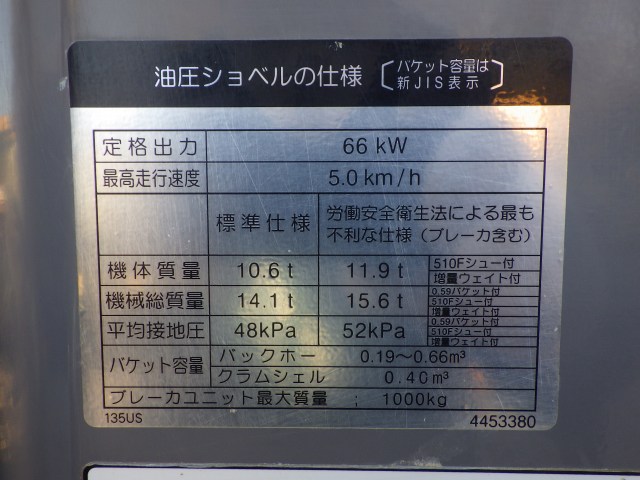 油圧ショベルの仕様 〔バケット容量は
新JIS表示〕
定格出力 66 kW
最高走行速度 5.0 km/h
標準仕様 労働安全衛生法による最も
不利な仕様(ブレーカ含む)
機体質量 10.6 t 11.9 t 510Fシュー付
増量ウェイト付
機械総質量 14.1 t 15.6 t 0.59バケット付
510Fシュー付
増量ウェイト付
平均接地圧 48kPa 52kPa 0.59バケット付
510Fシュー付
増量ウェイト付
バケット容量 バックホー 0.19〜0.66m³
クラムシェル 0.40m³
ブレーカユニット最大質量 : 1000kg
135US 4453380